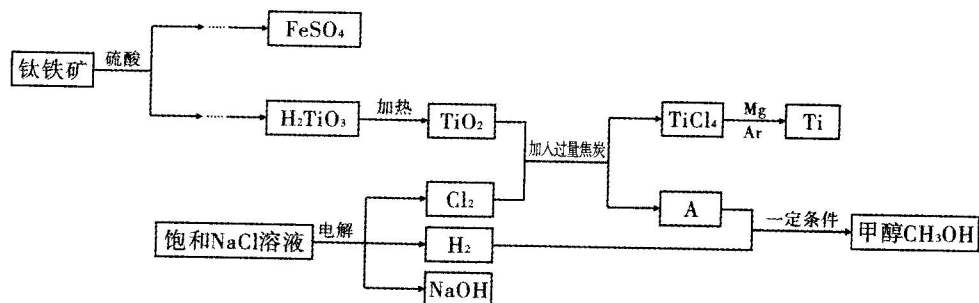 FeSO₄
钛铁矿
硫酸
H₂TiO₃
加热
TiO₂
加入过量焦炭
TiCl₄
Mg
Ar
Ti
Cl₂
A
饱和NaCl溶液
电解
H₂
一定条件
甲醇CH₃OH
NaOH